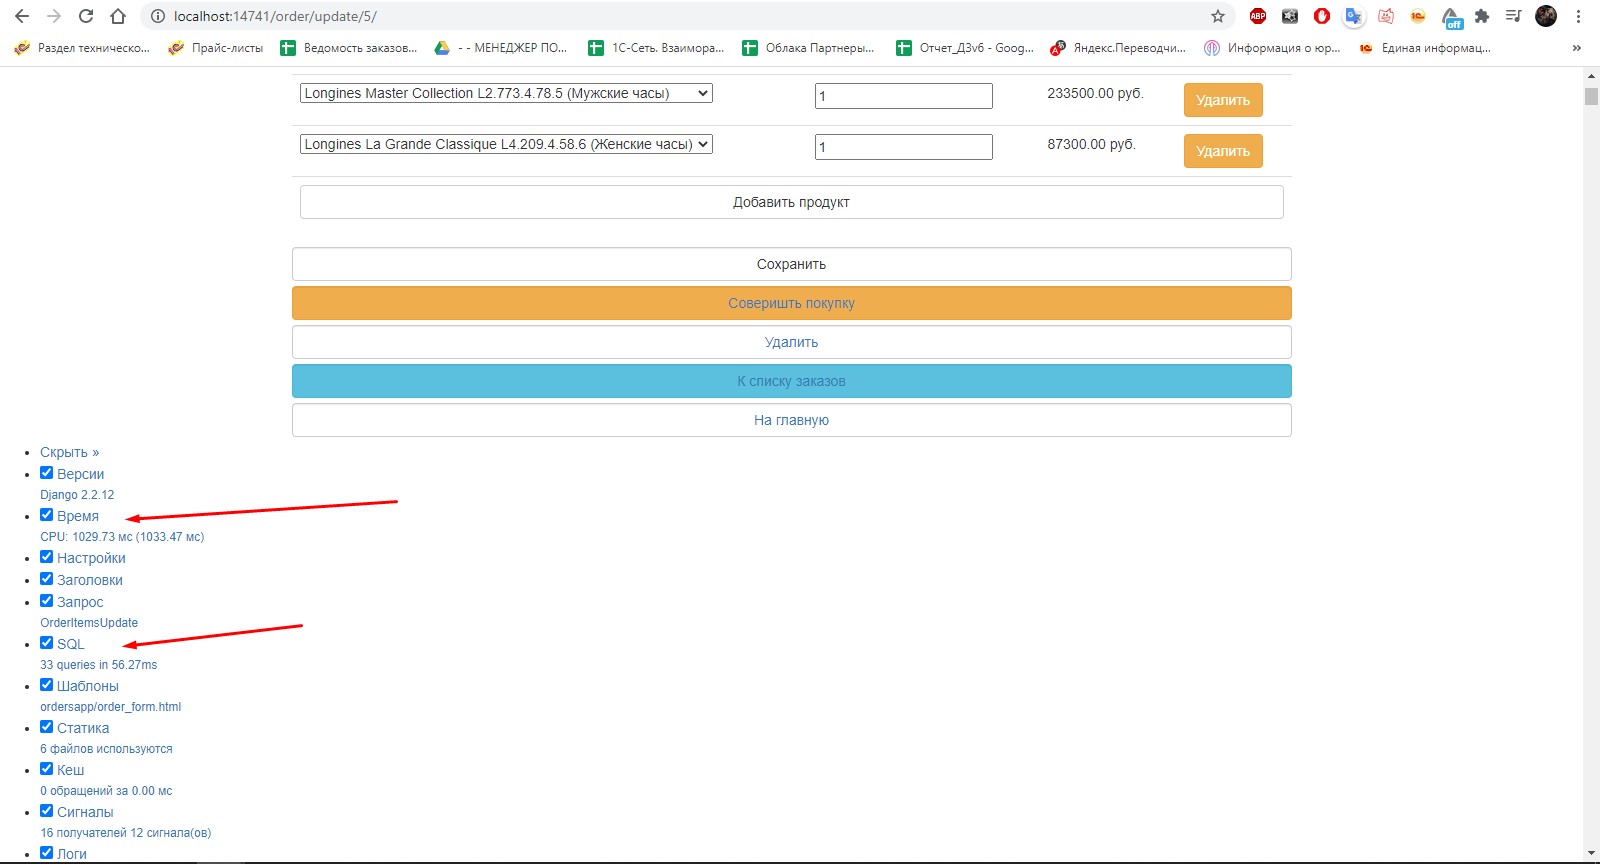 localhost:14741/order/update/5/
ABP
off
Раздел техническо...
Прайс-листы
Ведомость заказов...
- - МЕНЕДЖЕР ПО...
1С-Сеть. Взаимора...
Облака Партнеры...
Отчет_ДЗv6 - Goog...
Яндекс.Переводчи...
Информация о юр...
Единая информац...
»
Longines Master Collection L2.773.4.78.5 (Мужские часы)
1
233500.00 руб.
Удалить
Longines La Grande Classique L4.209.4.58.6 (Женские часы)
1
87300.00 руб.
Удалить
Добавить продукт
Сохранить
Соверишть покупку
Удалить
К списку заказов
На главную
Скрыть »
Версии
Django 2.2.12
Время
CPU: 1029.73 мс (1033.47 мс)
Настройки
Заголовки
Запрос
OrderItemsUpdate
SQL
33 queries in 56.27ms
Шаблоны
ordersapp/order_form.html
Статика
6 файлов используются
Кеш
0 обращений за 0.00 мс
Сигналы
16 получателей 12 сигнала(ов)
Логи